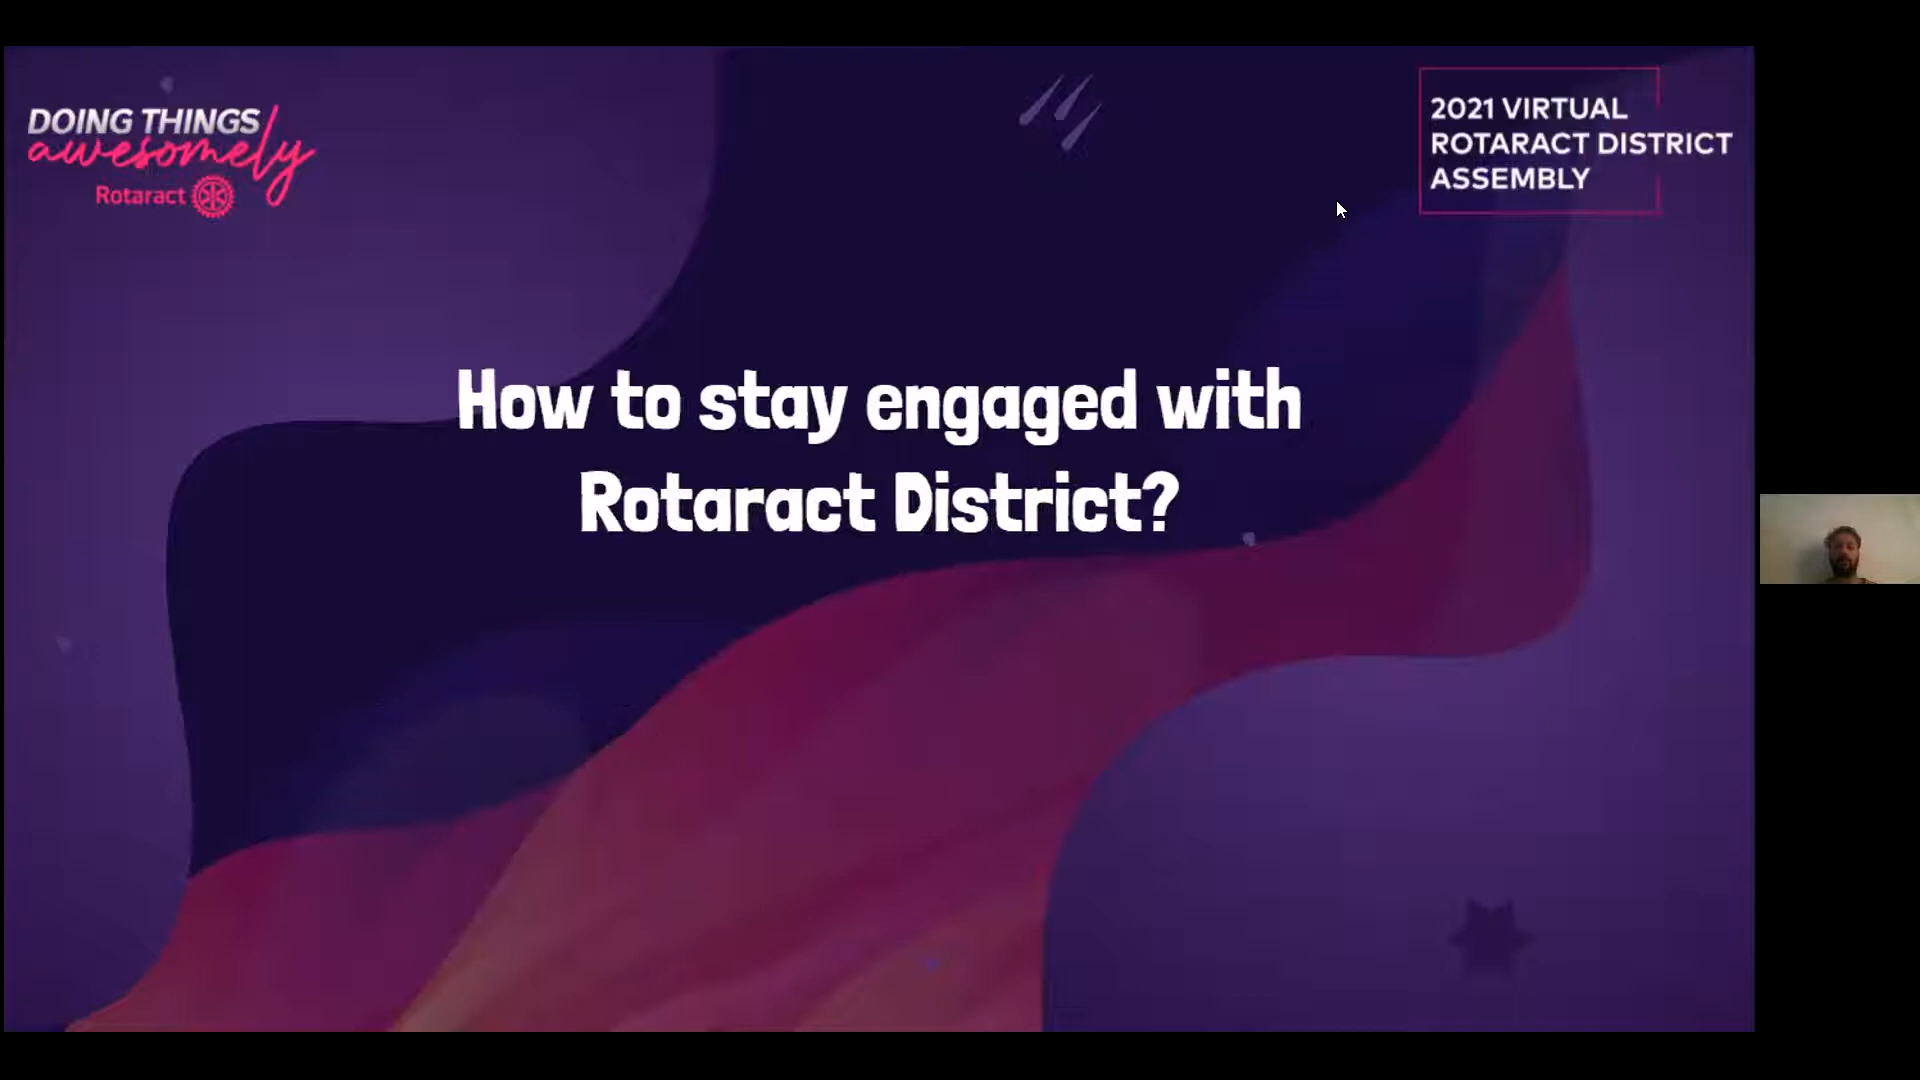 DOING THINGS
awesomely
Rotaract
2021 VIRTUAL
ROTARACT DISTRICT
ASSEMBLY
How to stay engaged with
Rotaract District?